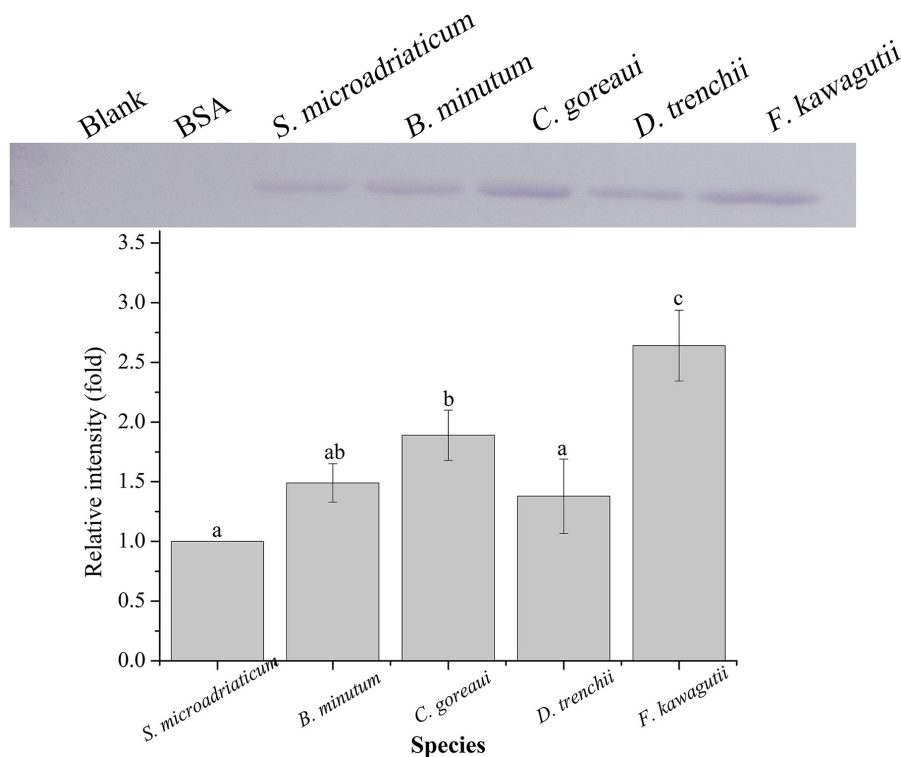 Blank
BSA
S. microadriaticum
B. minutum
C. goreaui
D. trenchii
F. kawagutii
3.5
3.0
2.5
2.0
1.5
1.0
0.5
0.0
Relative intensity (fold)
a
ab
b
a
c
S. microadriaticum
B. minutum
C. goreaui
D. trenchii
F. kawagutii
Species